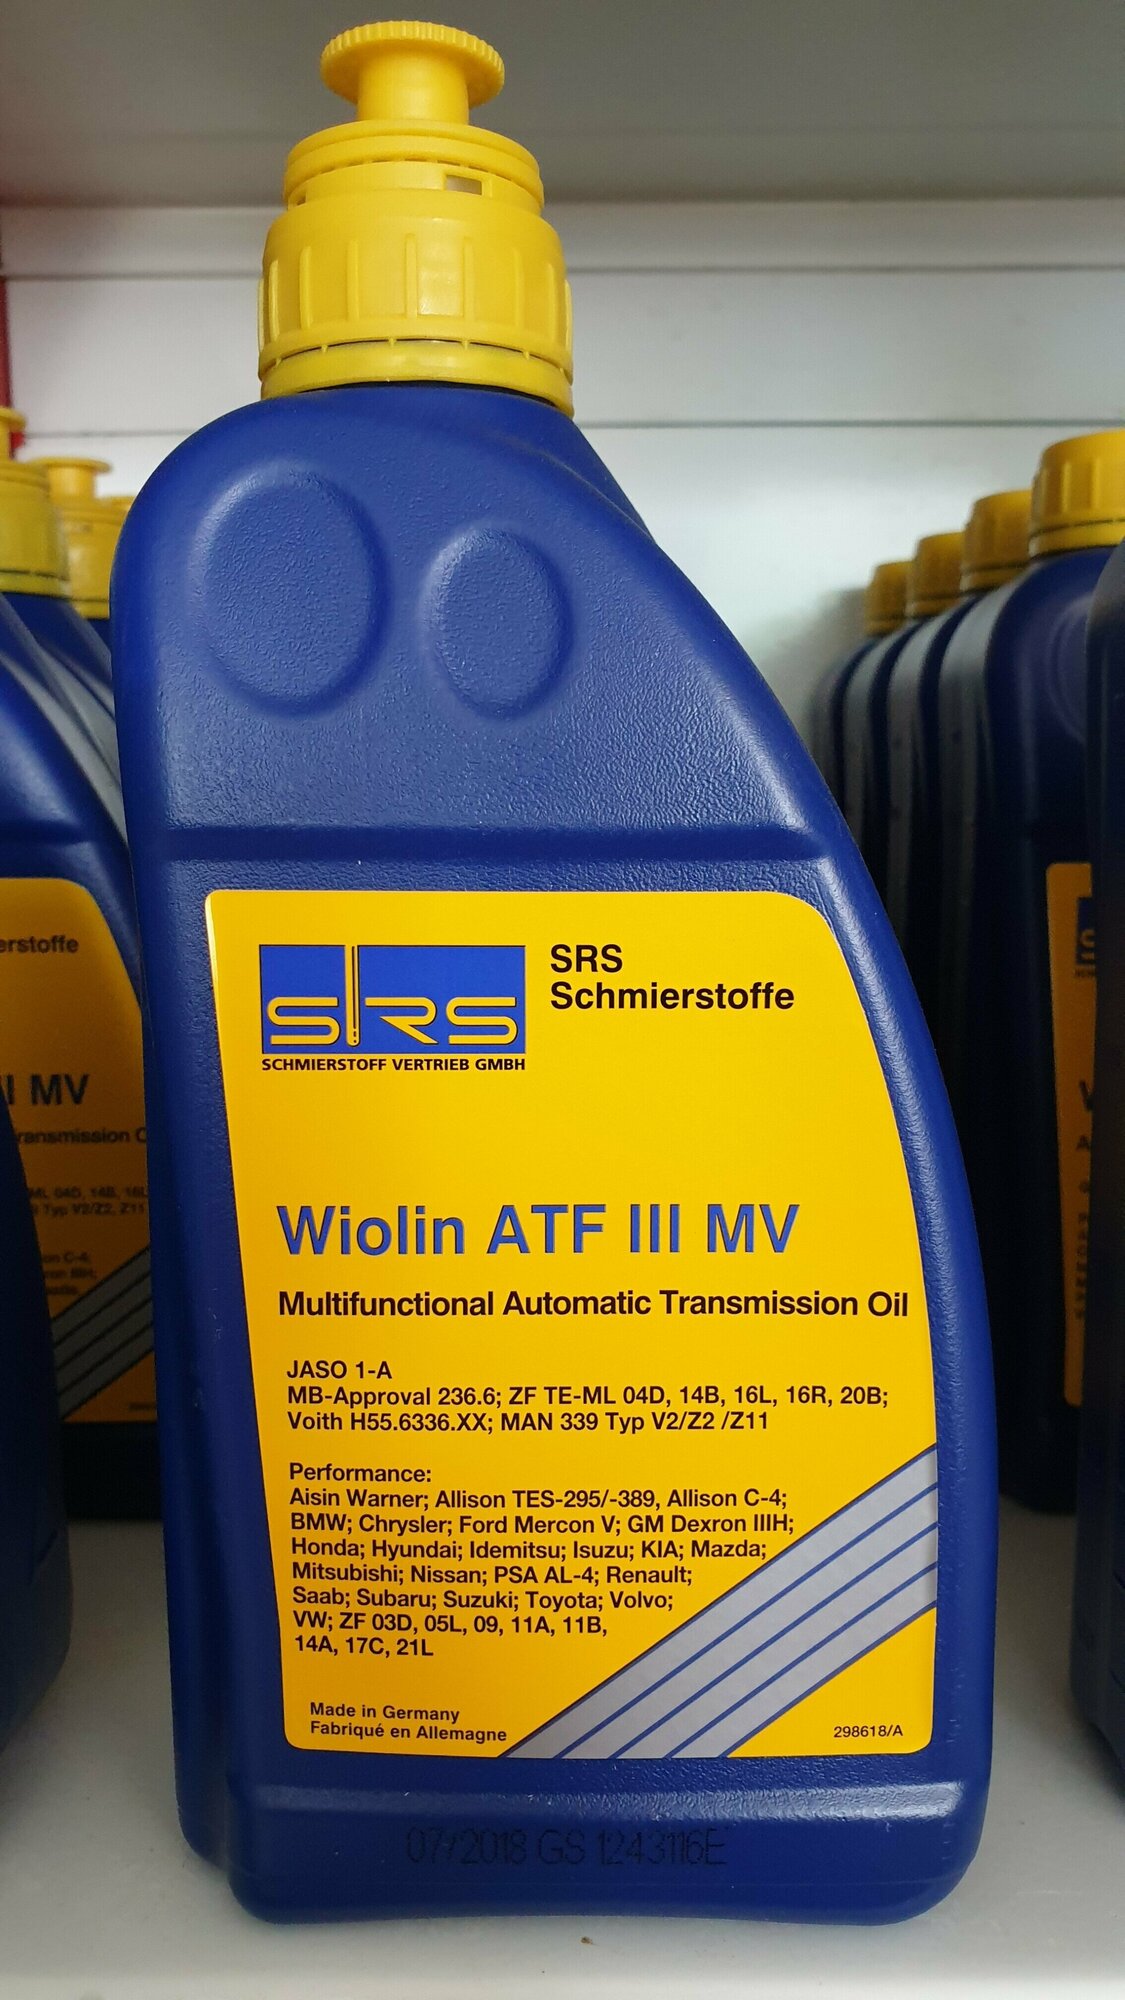 SRS
SCHMIERSTOFF VERTRIEB GMBH
SRS
Schmierstoffe
Wiolin ATF III MV
Multifunctional Automatic Transmission Oil
JASO 1-A
MB-Approval 236.6; ZF TE-ML 04D, 14B, 16L, 16R, 20B;
Voith H55.6336.XX; MAN 339 Typ V2/Z2 /Z11
Performance:
Aisin Warner; Allison TES-295/-389, Allison C-4;
BMW; Chrysler; Ford Mercon V; GM Dexron IIIH;
Honda; Hyundai; Idemitsu; Isuzu; KIA; Mazda;
Mitsubishi; Nissan; PSA AL-4; Renault;
Saab; Subaru; Suzuki; Toyota; Volvo;
VW; ZF 03D, 05L, 09, 11A, 11B,
14A, 17C, 21L
Made in Germany
Fabriqué en Allemagne
298618/A
07/2018 GS 1243116E
erstoffe
II MV
ransmission